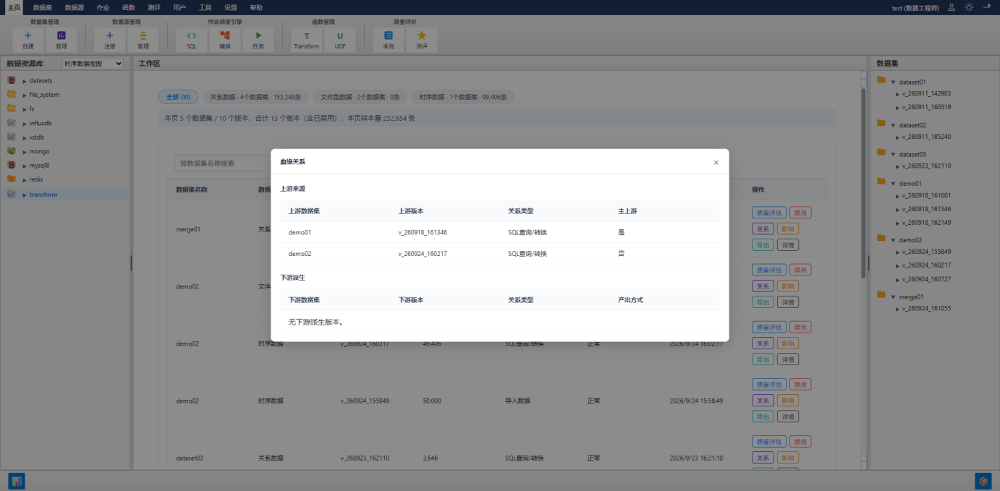 主页 数据集 数据源 作业 函数 测评 用户 工具 设置 帮助 test (数据工程师)
数据集管理 数据源管理 作业调度引擎 函数管理 质量评价
创建 管理 注册 管理 SQL 编排 任务 T Transform U UDF 准则 测评
数据资源库 时序数据视图 工作区 数据集
datasets
file_system
fs
influxdb
iotdb
mongo
mysql8
redis
transform
全部 (10) 关系数据 · 4个数据集 · 153,248条 文件型数据 · 2个数据集 · 0条 时序数据 · 1个数据集 · 99,406条
本页 5 个数据集 / 10 个版本，合计 13 个版本（含已禁用），本页样本量 252,654 条
按数据集名称搜索
数据集名称 数据 操作
merge01 关系 质量评估 禁用
关系 影响
导出 详情
demo02 文件 质量评估 禁用
关系 影响
导出 详情
demo02 时序数据 v_260924_160217 49,406 SQL查询/转换 正常 2026/9/24 16:02:17 质量评估 禁用
关系 影响
导出 详情
demo02 时序数据 v_260924_155849 50,000 导入数据 正常 2026/9/24 15:58:49 质量评估 禁用
关系 影响
导出 详情
dataset03 关系数据 v_260923_162110 3,646 SQL查询/转换 正常 2026/9/23 16:21:10 质量评估 禁用
关系 影响
血缘关系 ×
上游来源
上游数据集 上游版本 关系类型 主上游
demo01 v_260918_161346 SQL查询/转换 是
demo02 v_260924_160217 SQL查询/转换 否
下游派生
下游数据集 下游版本 关系类型 产出方式
无下游派生版本。
dataset01
v_260911_142903
v_260911_160519
dataset02
v_260911_185240
dataset03
v_260923_162110
demo01
v_260918_161001
v_260918_161346
v_260918_162149
demo02
v_260924_155849
v_260924_160217
v_260924_160727
merge01
v_260924_161055